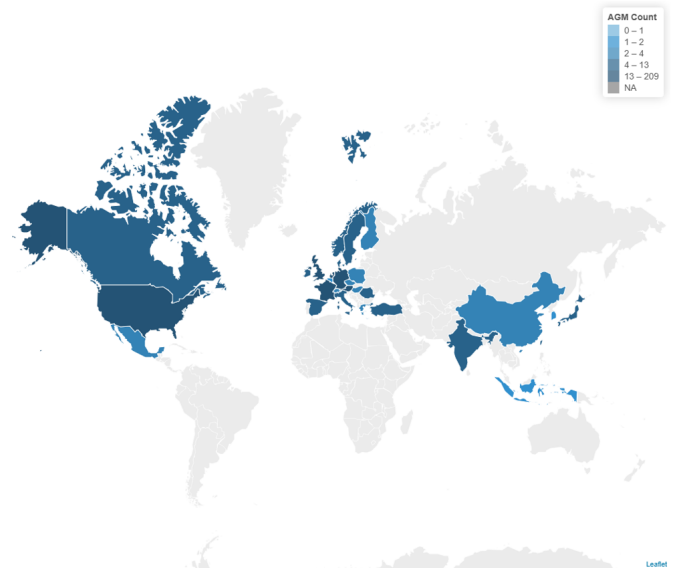 AGM Count
0 – 1
1 – 2
2 – 4
4 – 13
13 – 209
NA
Leaflet